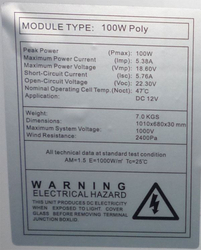 MODULE TYPE: 100W Poly
Peak Power (Pmax): 100W
Maximum Power Current (Imp): 5.38A
Maximum Power Voltage (Vmp): 18.60V
Short-Circuit Current (Isc): 5.76A
Open-Circuit Voltage (Voc): 22.30V
Nominal Operating Cell Temp.(Noct): 47°C
Application: DC 12V
Weight: 7.0 KGS
Dimensions: 1010x680x30 mm
Maximum System Voltage: 1000V
Wind Resistance: 2400Pa
All technical data at standard test condition
AM=1.5 E=1000W/m² Tc=25°C
WARNING
ELECTRICAL HAZARD
THIS UNIT PRODUCES DC ELECTRICITY
WHEN EXPOSED TO LIGHT. COVER
GLASS BEFORE REMOVING TERMINAL
JUNCTION BOXLID.